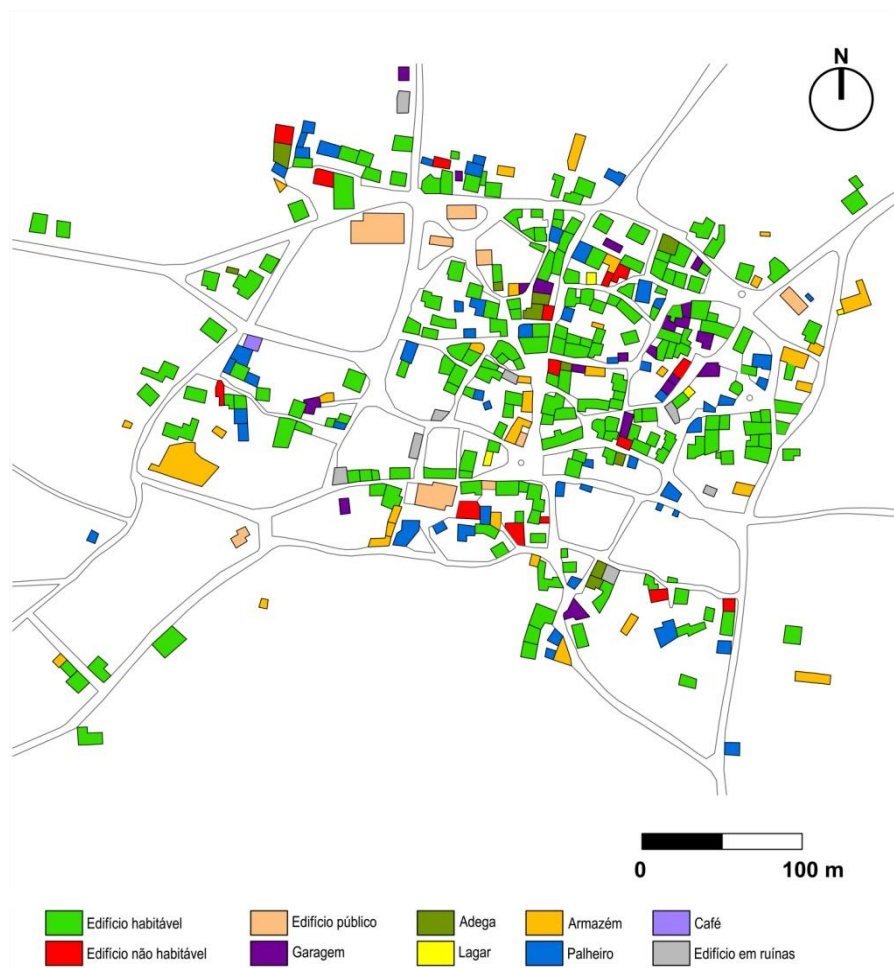 N
0 100 m
Edifício habitável Edifício público Adega Armazém Café
Edifício não habitável Garagem Lagar Palheiro Edifício em ruínas